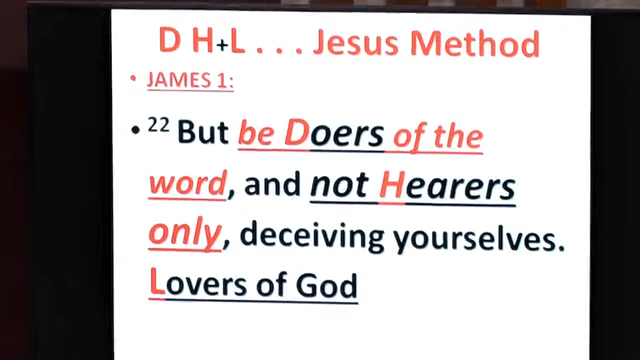 D H+L . . . Jesus Method
• JAMES 1:
• 22 But be Doers of the
word, and not Hearers
only, deceiving yourselves.
Lovers of God